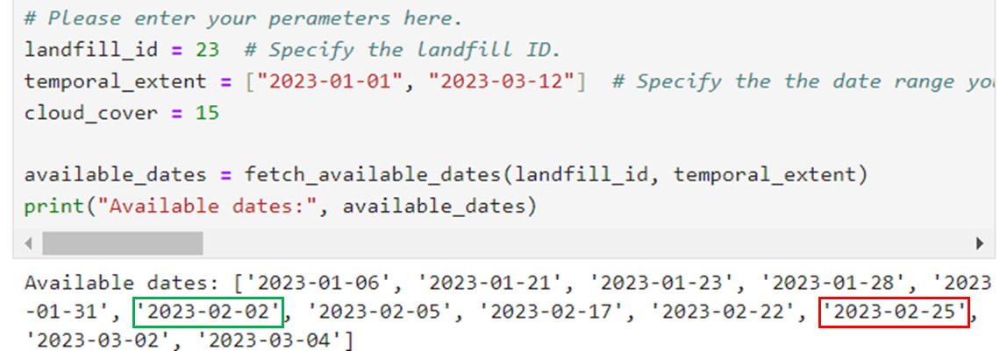 # Please enter your perameters here.
landfill_id = 23  # Specify the landfill ID.
temporal_extent = ["2023-01-01", "2023-03-12"]  # Specify the the date range
cloud_cover = 15
available_dates = fetch_available_dates(landfill_id, temporal_extent)
print("Available dates:", available_dates)
Available dates: ['2023-01-06', '2023-01-21', '2023-01-23', '2023-01-28', '2023
-01-31', '2023-02-02', '2023-02-05', '2023-02-17', '2023-02-22', '2023-02-25',
'2023-03-02', '2023-03-04']